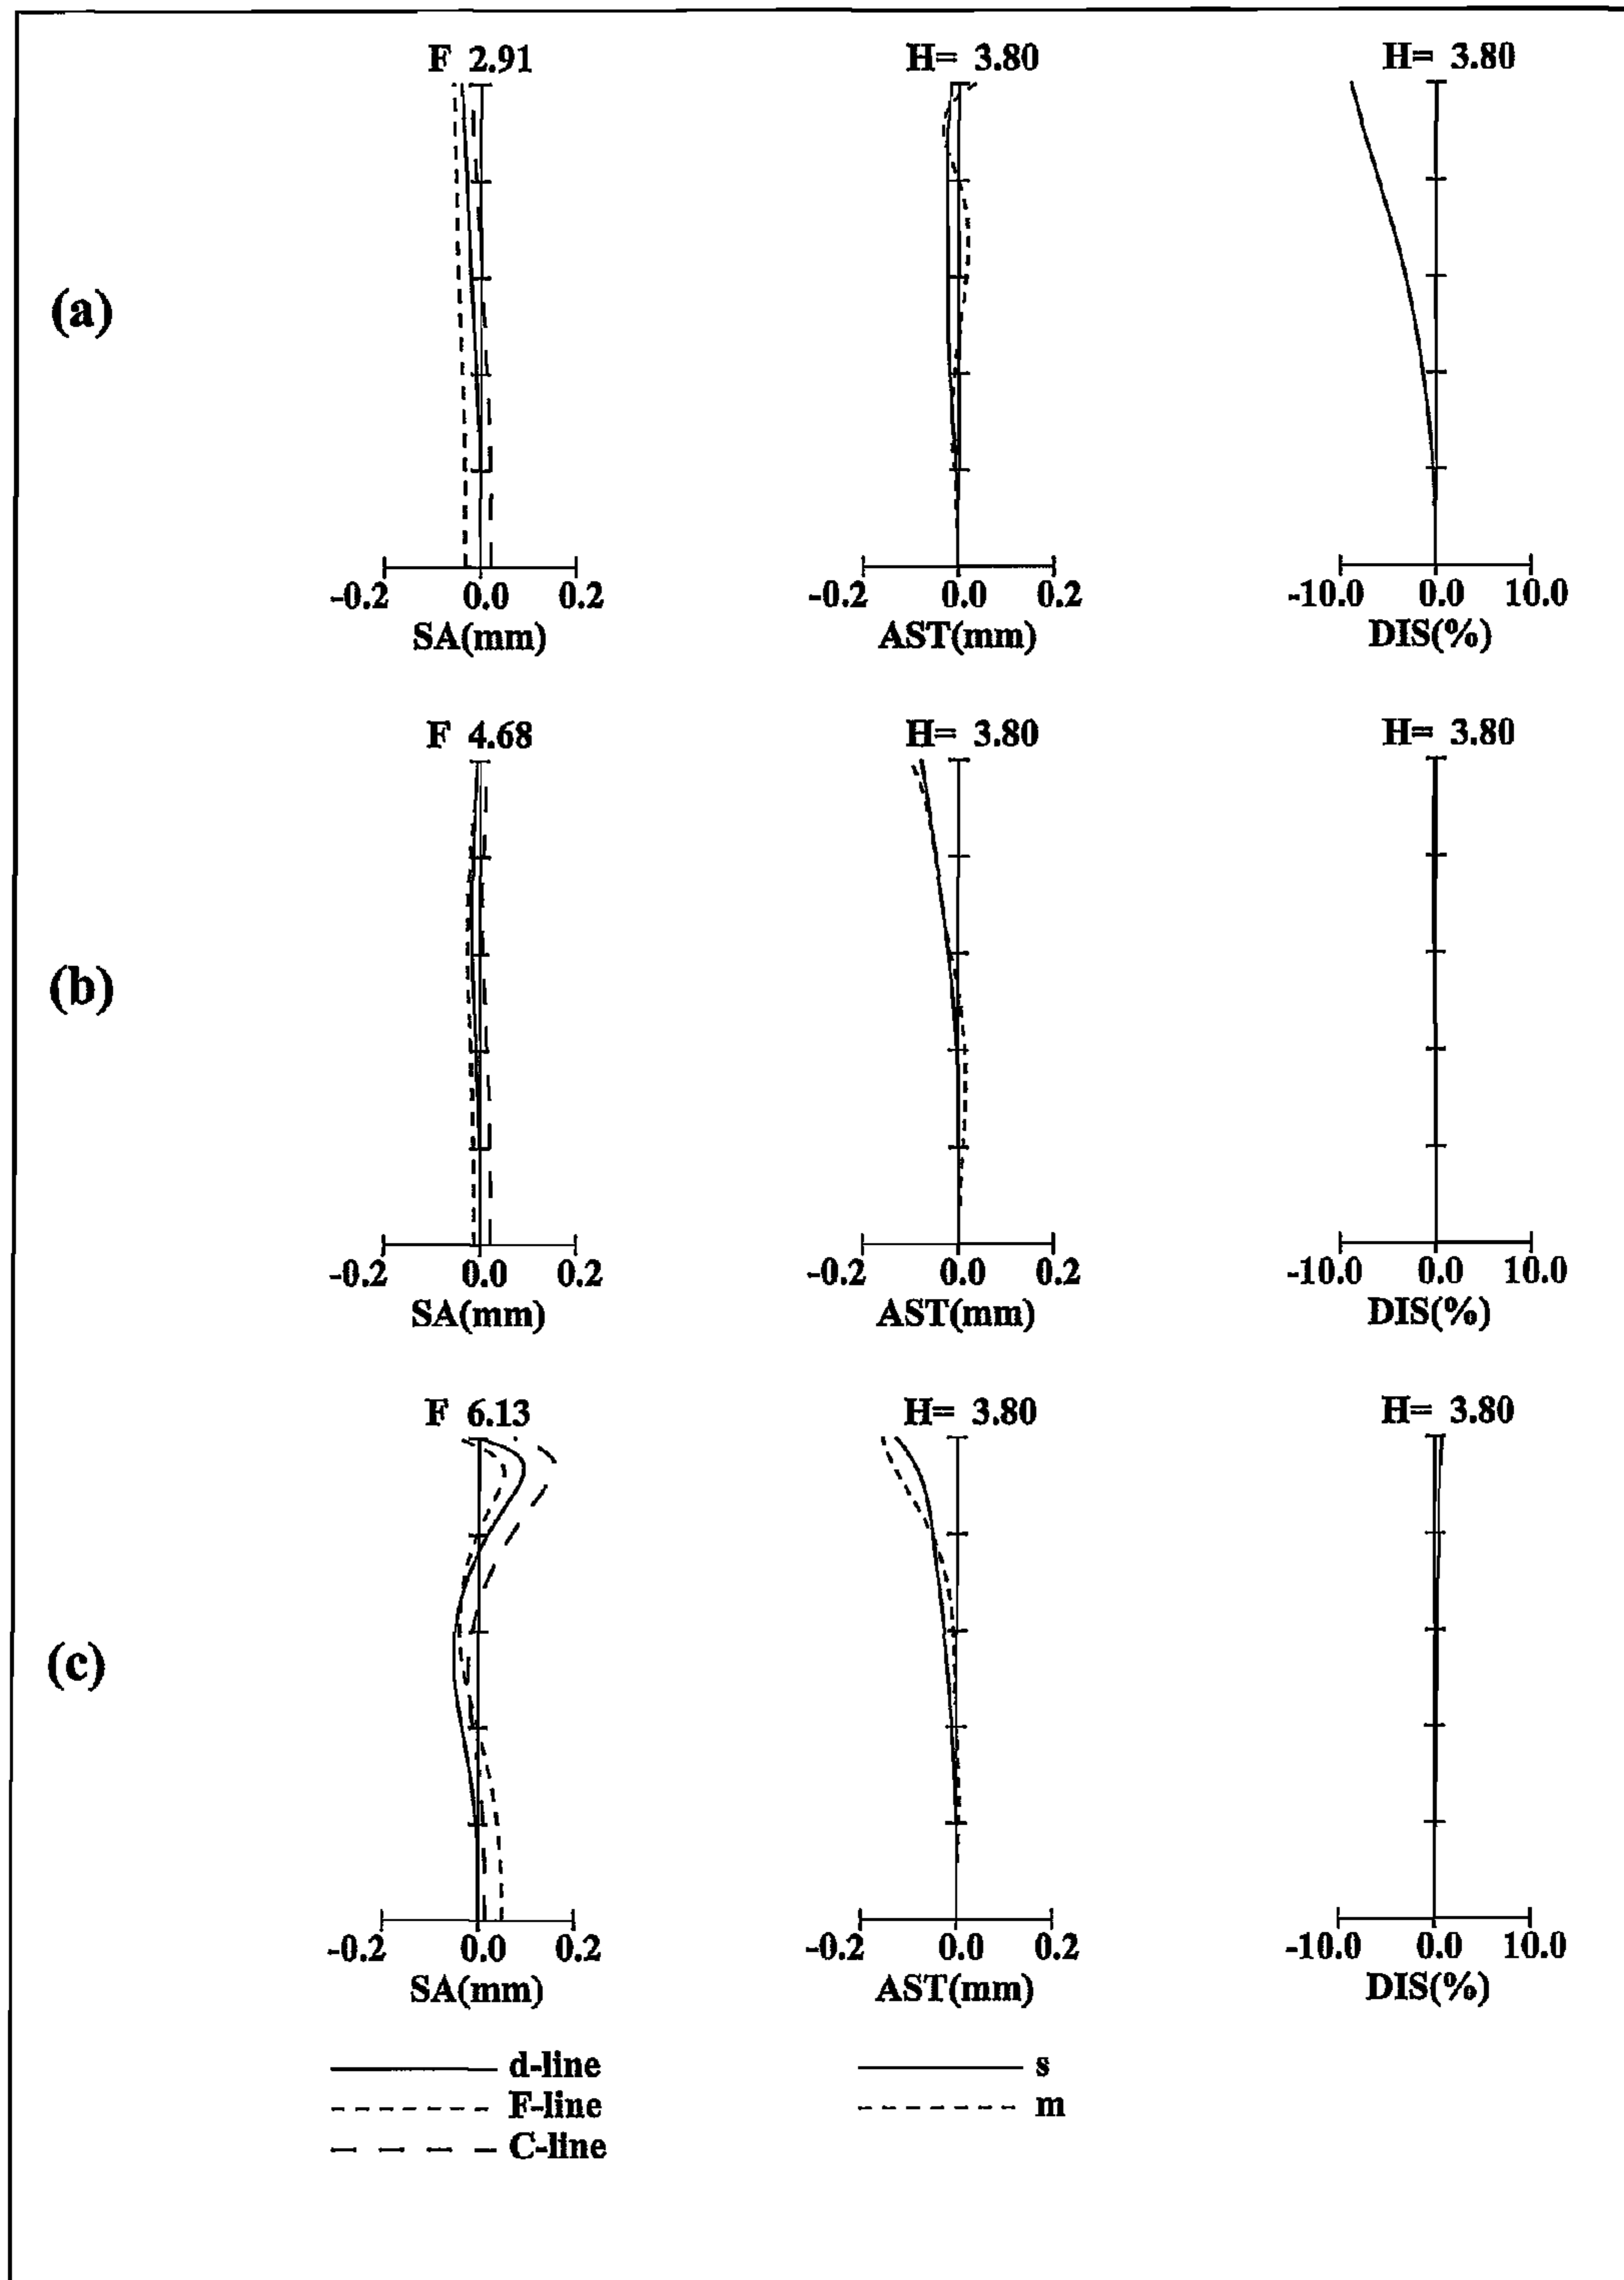 F 2.91 H= 3.80 H= 3.80
(a)
-0.2 0.0 0.2 -0.2 0.0 0.2 -10.0 0.0 10.0
SA(mm) AST(mm) DIS(%)
F 4.68 H= 3.80 H= 3.80
(b)
-0.2 0.0 0.2 -0.2 0.0 0.2 -10.0 0.0 10.0
SA(mm) AST(mm) DIS(%)
F 6.13 H= 3.80 H= 3.80
(c)
-0.2 0.0 0.2 -0.2 0.0 0.2 -10.0 0.0 10.0
SA(mm) AST(mm) DIS(%)
d-line s
F-line m
C-line